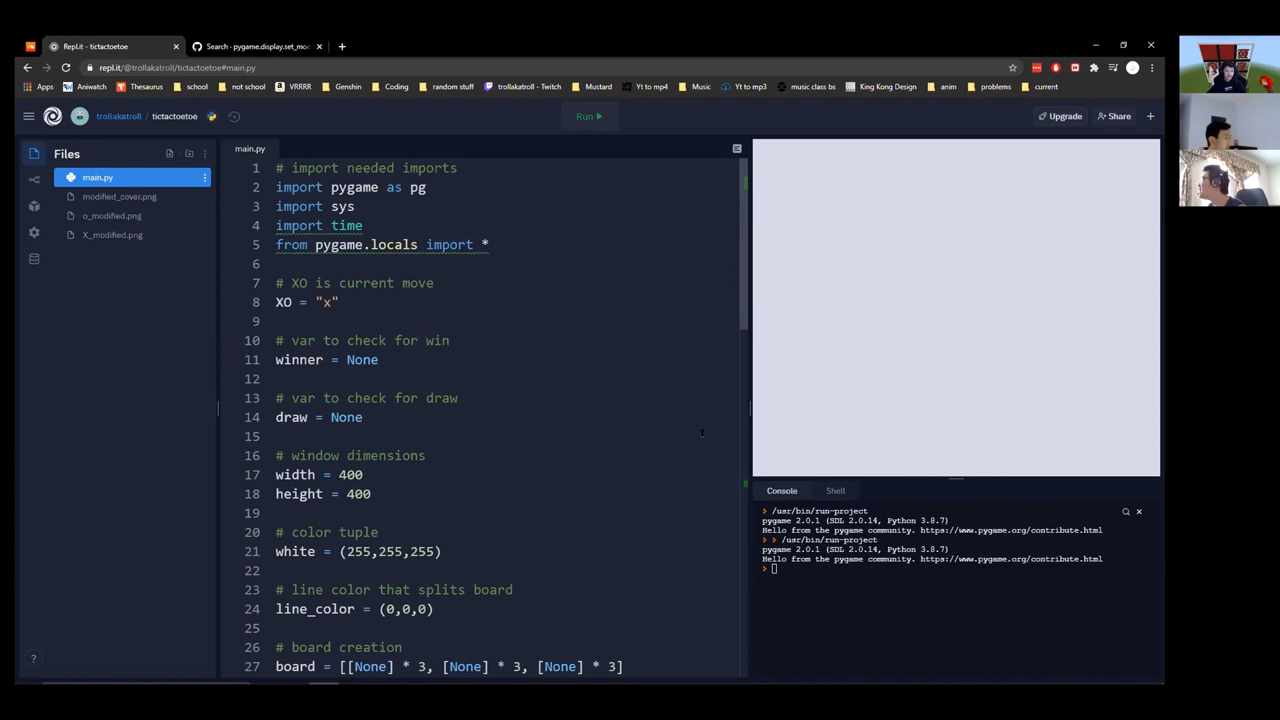 Repl.it - tictactoetoe
Search · pygame.display.set_mod
repl.it/@trollakatroll/tictactoetoe#main.py
Apps Aniwatch Thesaurus school not school VRRRR Genshin Coding random stuff trollakatroll - Twitch Mustard Yt to mp4 Music Yt to mp3 music class bs King Kong Design anim problems current
trollakatroll / tictactoetoe
Run
Upgrade Share
Files
main.py
modified_cover.png
o_modified.png
X_modified.png
main.py
1 # import needed imports
2 import pygame as pg
3 import sys
4 import time
5 from pygame.locals import *
6
7 # XO is current move
8 XO = "x"
9
10 # var to check for win
11 winner = None
12
13 # var to check for draw
14 draw = None
15
16 # window dimensions
17 width = 400
18 height = 400
19
20 # color tuple
21 white = (255,255,255)
22
23 # line color that splits board
24 line_color = (0,0,0)
25
26 # board creation
27 board = [[None] * 3, [None] * 3, [None] * 3]
Console Shell
> /usr/bin/run-project
pygame 2.0.1 (SDL 2.0.14, Python 3.8.7)
Hello from the pygame community. https://www.pygame.org/contribute.html
> > /usr/bin/run-project
pygame 2.0.1 (SDL 2.0.14, Python 3.8.7)
Hello from the pygame community. https://www.pygame.org/contribute.html
>
?